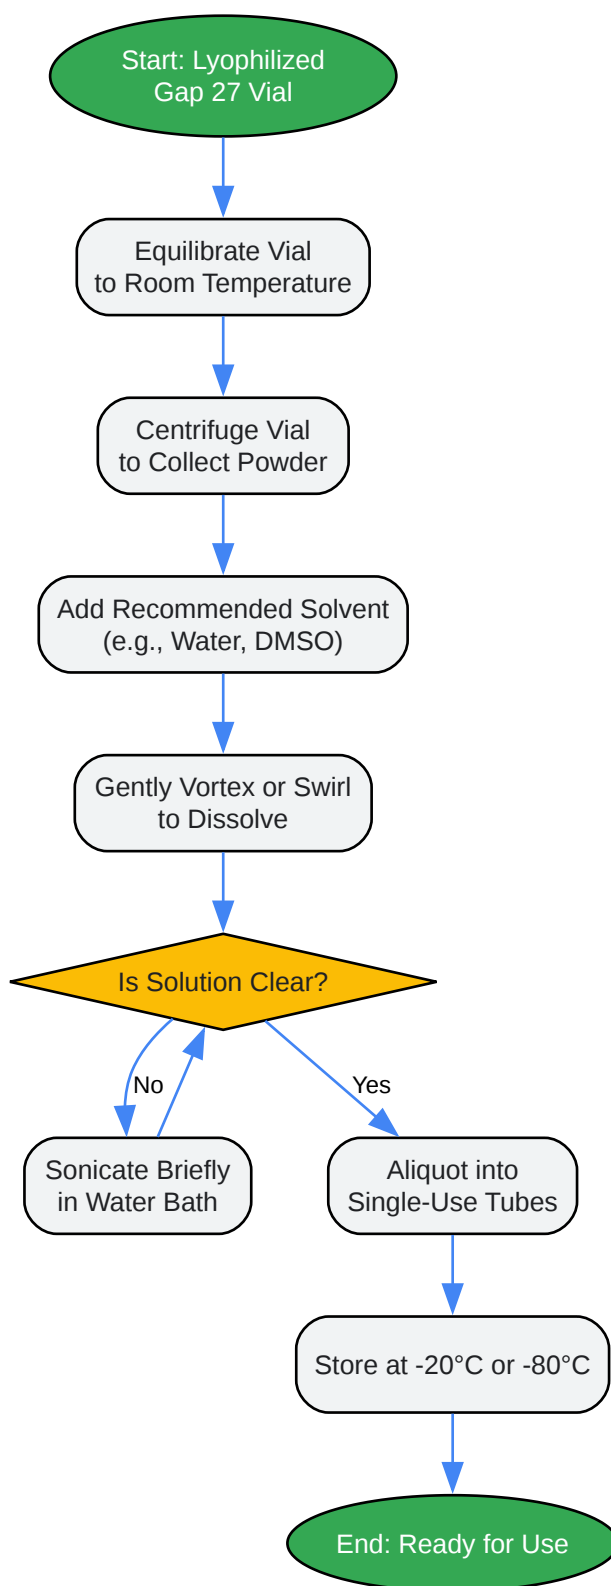 Start: Lyophilized
Gap 27 Vial
Equilibrate Vial
to Room Temperature
Centrifuge Vial
to Collect Powder
Add Recommended Solvent
(e.g., Water, DMSO)
Gently Vortex or Swirl
to Dissolve
Is Solution Clear?
No
Yes
Sonicate Briefly
in Water Bath
Aliquot into
Single-Use Tubes
Store at -20°C or -80°C
End: Ready for Use